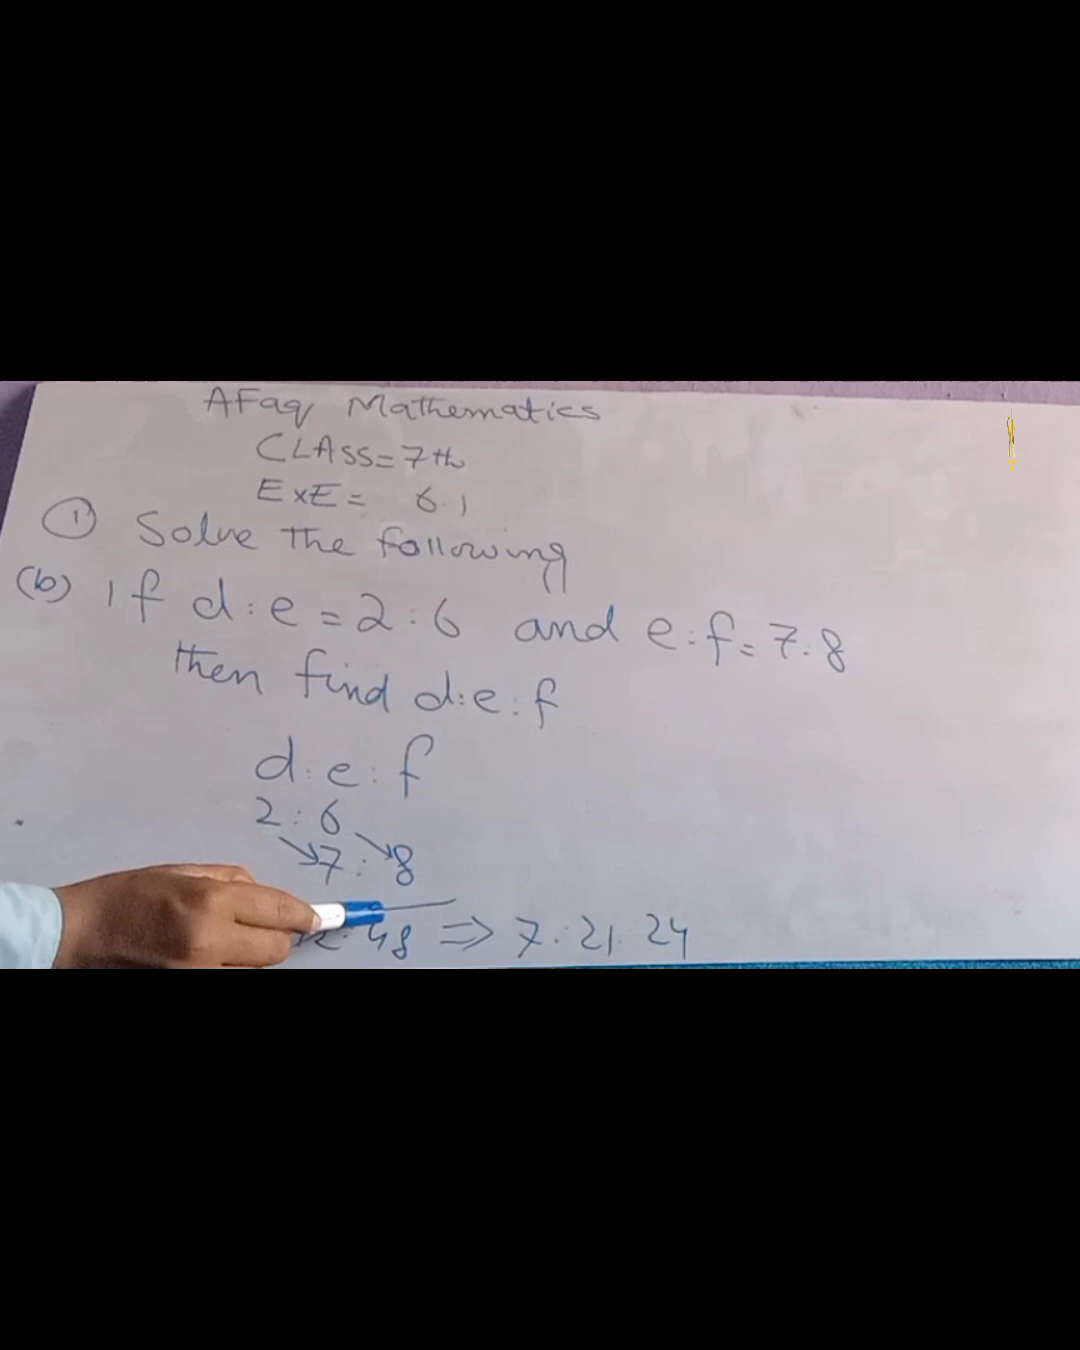 AFaq Mathematics
CLASS=7th
EXE= 6.1
① Solve the following
(b) If d:e=2:6 and e:f=7:8
then find d:e:f
d:e:f
2:6
7:8
2:48 ⇒ 7:21:24